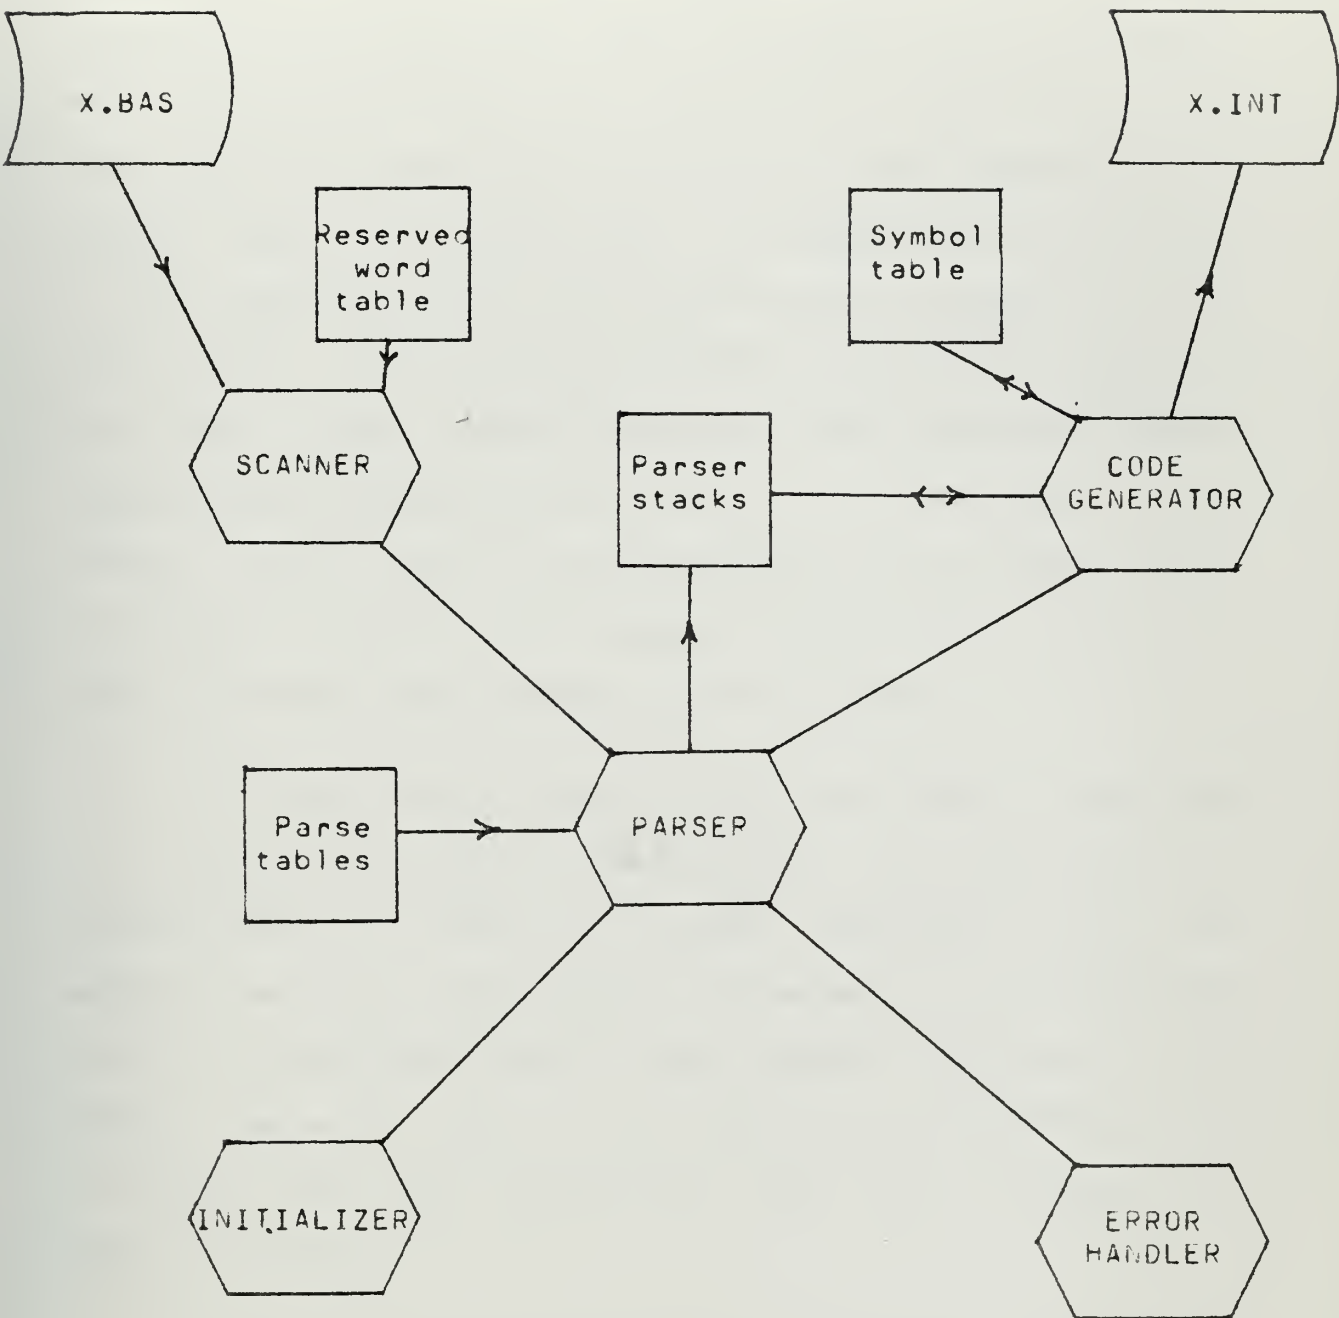 X.BAS
X.INT
Reserved
word
table
Symbol
table
SCANNER
Parser
stacks
CODE
GENERATOR
Parse
tables
PARSER
INITIALIZER
ERROR
HANDLER